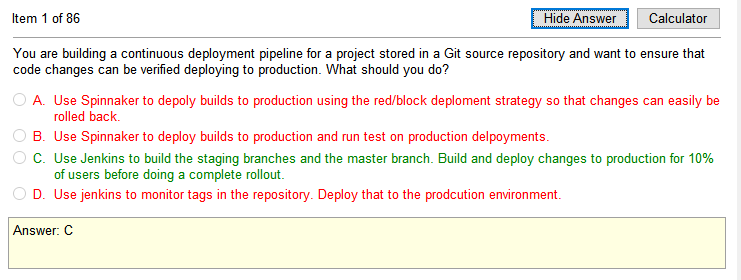 Item 1 of 86
Hide Answer
Calculator
You are building a continuous deployment pipeline for a project stored in a Git source repository and want to ensure that
code changes can be verified deploying to production. What should you do?
A. Use Spinnaker to depoly builds to production using the red/block deploment strategy so that changes can easily be
rolled back.
B. Use Spinnaker to deploy builds to production and run test on production delpoyments.
C. Use Jenkins to build the staging branches and the master branch. Build and deploy changes to production for 10%
of users before doing a complete rollout.
D. Use jenkins to monitor tags in the repository. Deploy that to the prodcution environment.
Answer: C